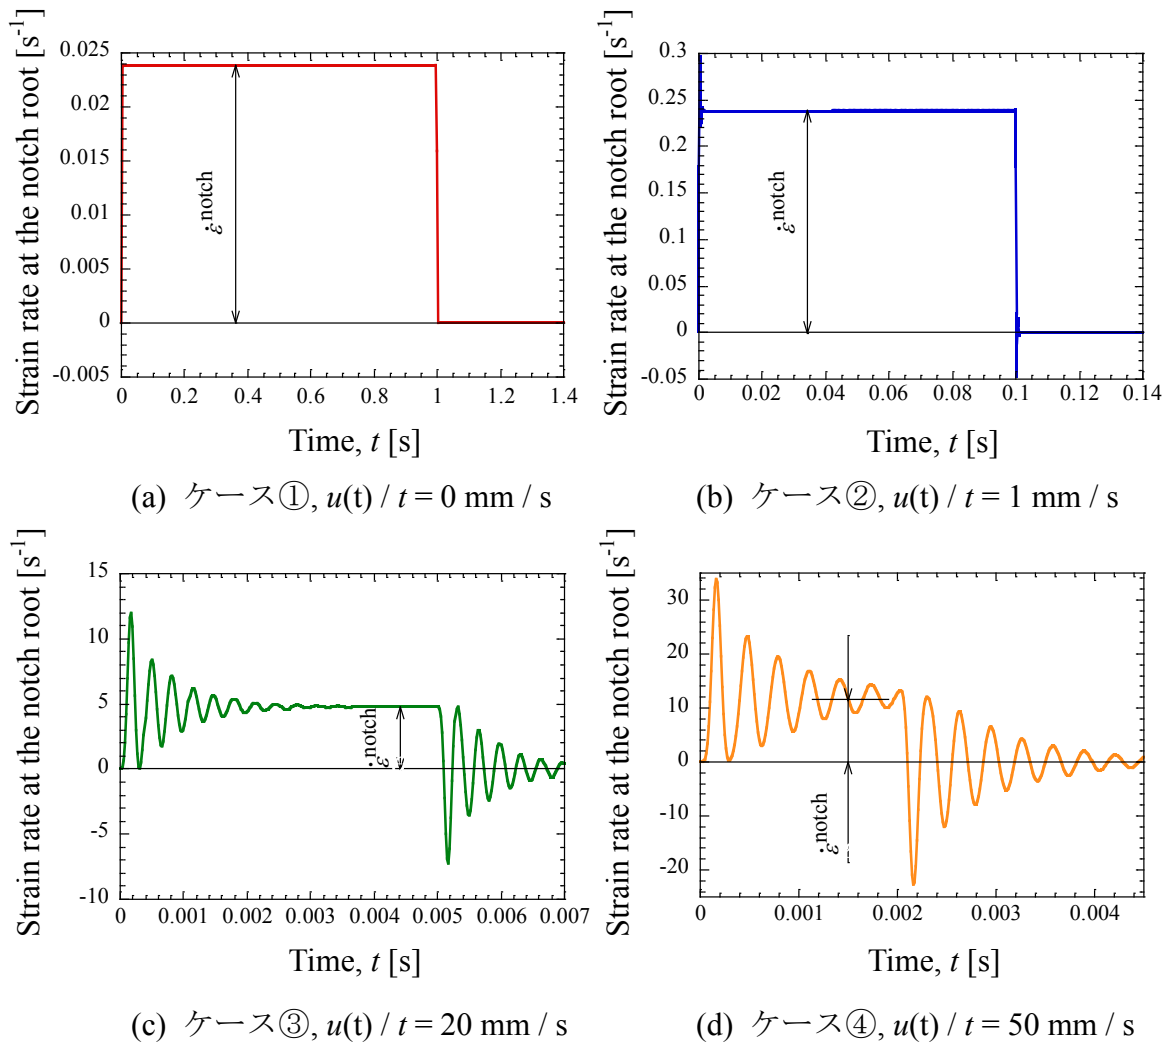 Strain rate at the notch root [s⁻¹]
0.025
0.02
0.015
0.01
0.005
0
-0.005
ε̇ⁿᵒᵗᶜʰ
0 0.2 0.4 0.6 0.8 1 1.2 1.4
Time, t [s]
(a) ケース①, u(t) / t = 0 mm / s
Strain rate at the notch root [s⁻¹]
0.3
0.25
0.2
0.15
0.1
0.05
0
-0.05
ε̇ⁿᵒᵗᶜʰ
0 0.02 0.04 0.06 0.08 0.1 0.12 0.14
Time, t [s]
(b) ケース②, u(t) / t = 1 mm / s
Strain rate at the notch root [s⁻¹]
15
10
5
0
-5
-10
ε̇ⁿᵒᵗᶜʰ
0 0.001 0.002 0.003 0.004 0.005 0.006 0.007
Time, t [s]
(c) ケース③, u(t) / t = 20 mm / s
Strain rate at the notch root [s⁻¹]
30
20
10
0
-10
-20
ε̇ⁿᵒᵗᶜʰ
0 0.001 0.002 0.003 0.004
Time, t [s]
(d) ケース④, u(t) / t = 50 mm / s